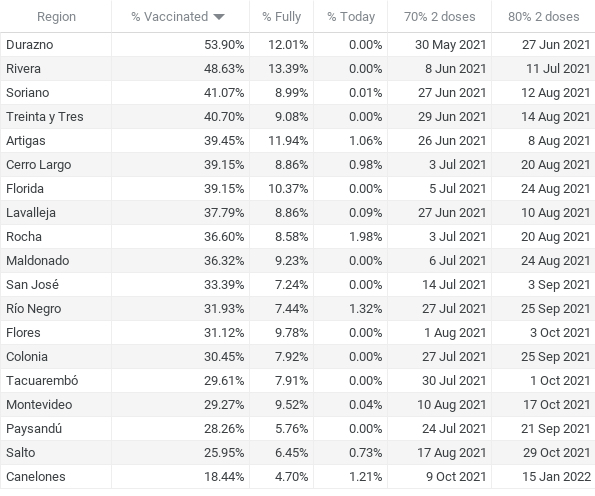 Region % Vaccinated % Fully % Today 70% 2 doses 80% 2 doses
Durazno 53.90% 12.01% 0.00% 30 May 2021 27 Jun 2021
Rivera 48.63% 13.39% 0.00% 8 Jun 2021 11 Jul 2021
Soriano 41.07% 8.99% 0.01% 27 Jun 2021 12 Aug 2021
Treinta y Tres 40.70% 9.08% 0.00% 29 Jun 2021 14 Aug 2021
Artigas 39.45% 11.94% 1.06% 26 Jun 2021 8 Aug 2021
Cerro Largo 39.15% 8.86% 0.98% 3 Jul 2021 20 Aug 2021
Florida 39.15% 10.37% 0.00% 5 Jul 2021 24 Aug 2021
Lavalleja 37.79% 8.86% 0.09% 27 Jun 2021 10 Aug 2021
Rocha 36.60% 8.58% 1.98% 3 Jul 2021 20 Aug 2021
Maldonado 36.32% 9.23% 0.00% 6 Jul 2021 24 Aug 2021
San José 33.39% 7.24% 0.00% 14 Jul 2021 3 Sep 2021
Río Negro 31.93% 7.44% 1.32% 27 Jul 2021 25 Sep 2021
Flores 31.12% 9.78% 0.00% 1 Aug 2021 3 Oct 2021
Colonia 30.45% 7.92% 0.00% 27 Jul 2021 25 Sep 2021
Tacuarembó 29.61% 7.91% 0.00% 30 Jul 2021 1 Oct 2021
Montevideo 29.27% 9.52% 0.04% 10 Aug 2021 17 Oct 2021
Paysandú 28.26% 5.76% 0.00% 24 Jul 2021 21 Sep 2021
Salto 25.95% 6.45% 0.73% 17 Aug 2021 29 Oct 2021
Canelones 18.44% 4.70% 1.21% 9 Oct 2021 15 Jan 2022